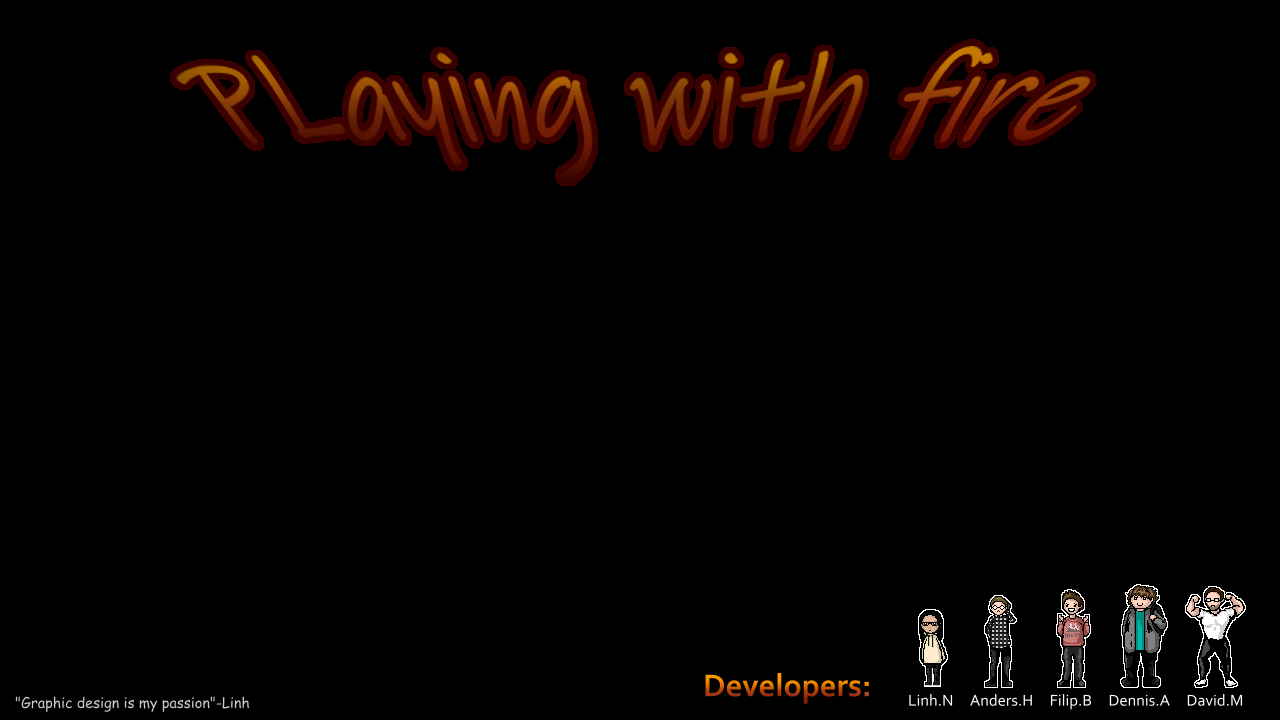 PLaying with fire
Developers:
Linh.N Anders.H Filip.B Dennis.A David.M
"Graphic design is my passion"-Linh